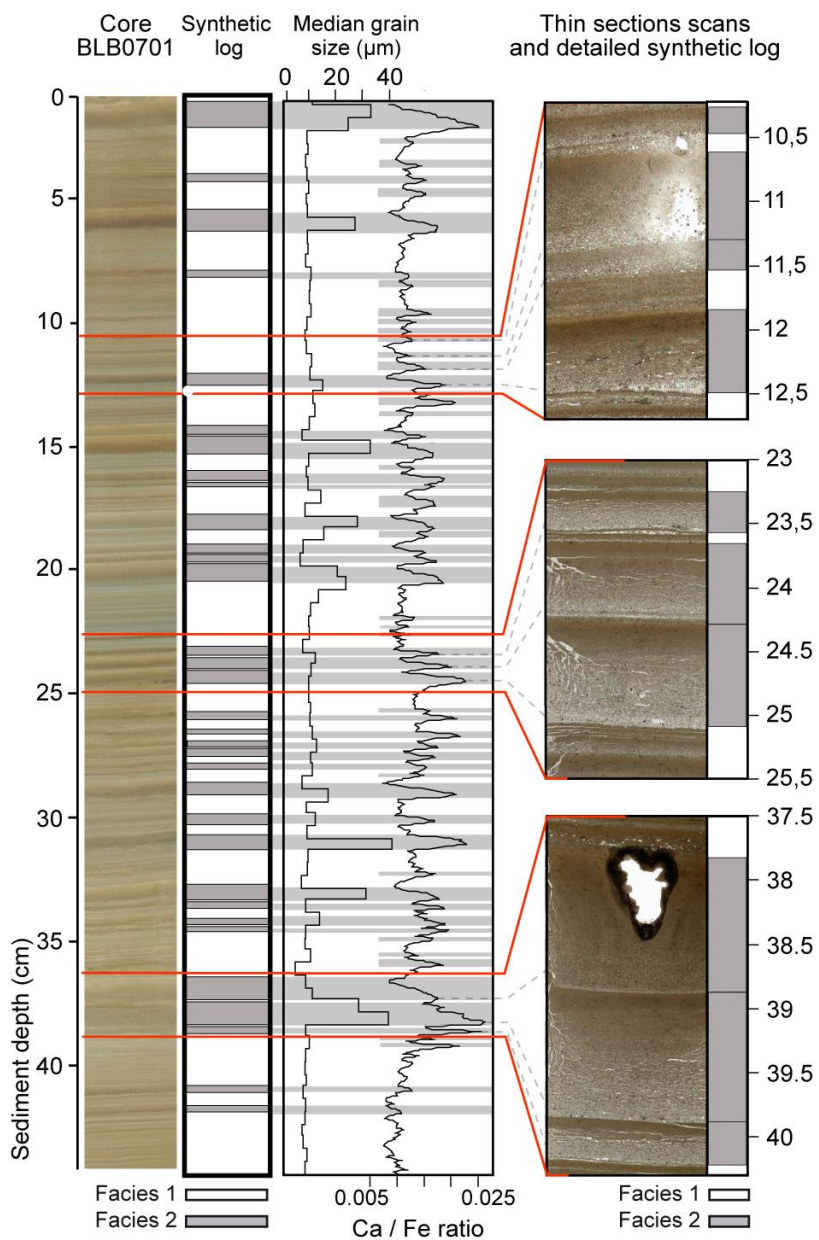 Core
BLB0701
Synthetic
log
Median grain
size (µm)
Thin sections scans
and detailed synthetic log
0 20 40
0
5
10
15
20
25
30
35
40
Sediment depth (cm)
10,5
11
11,5
12
12,5
23
23,5
24
24.5
25
25,5
37.5
38
38.5
39
39.5
40
0.005 0.025
Ca / Fe ratio
Facies 1
Facies 2
Facies 1
Facies 2